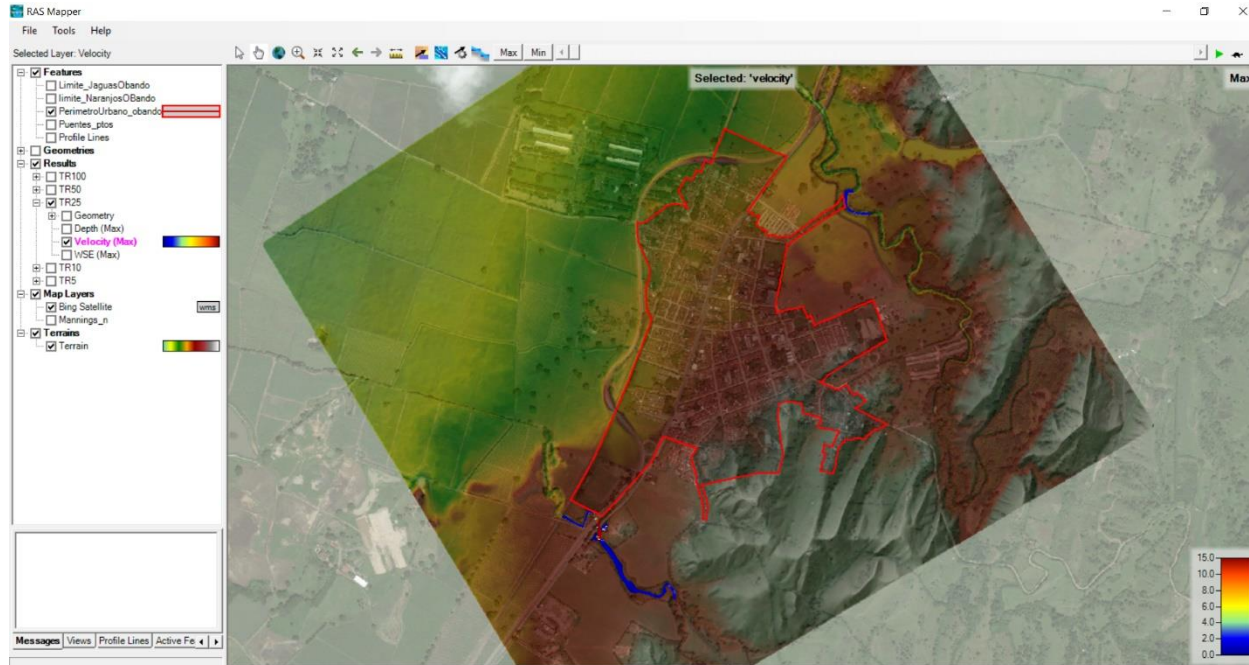 RAS Mapper
File Tools Help
Selected Layer: Velocity
Max Min
Features
Limite_JaguasObando
limite_NaranjosOBando
PerimetroUrbano_obando
Puentes_ptos
Profile Lines
Geometries
Results
TR100
TR50
TR25
Geometry
Depth (Max)
Velocity (Max)
WSE (Max)
TR10
TR5
Map Layers
Bing Satellite wms
Mannings_n
Terrains
Terrain
Messages Views Profile Lines Active Fe
Selected: 'velocity'
Max
15.0
10.0
8.0
6.0
4.0
2.0
0.0